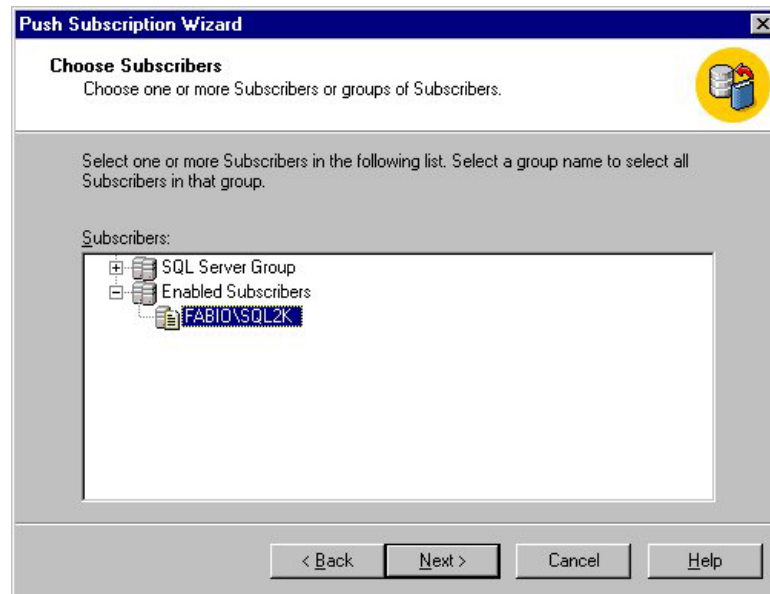 Push Subscription Wizard
Choose Subscribers
Choose one or more Subscribers or groups of Subscribers.
Select one or more Subscribers in the following list. Select a group name to select all
Subscribers in that group.
Subscribers:
SQL Server Group
Enabled Subscribers
FABIO\SQL2K
< Back Next > Cancel Help